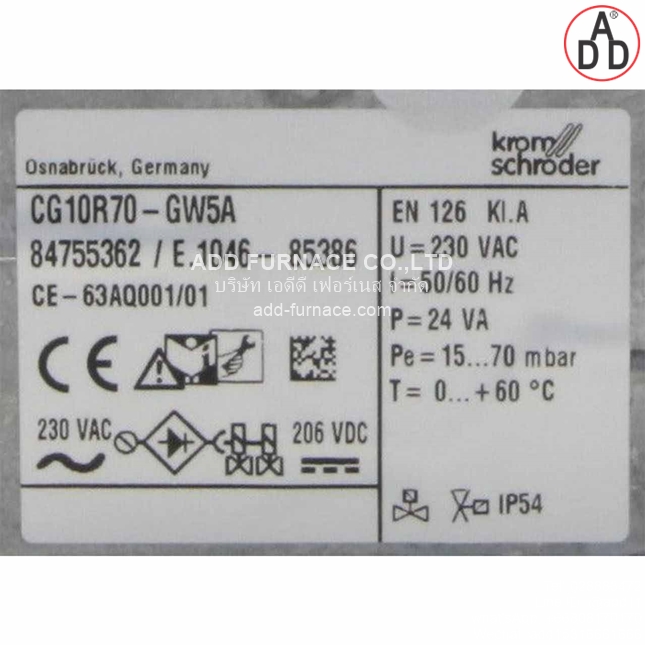 ADD
krom
schröder
Osnabrück, Germany
CG10R70-GW5A
84755362 / E 1046 85386
CE-63AQ001/01
EN 126 Kl.A
U = 230 VAC
f = 50/60 Hz
P = 24 VA
Pe = 15...70 mbar
T = 0...+60 °C
ADD FURNACE CO.,LTD
บริษัท เอดีดี เฟอร์เนส จำกัด
add-furnace.com
CE
230 VAC
206 VDC
IP54